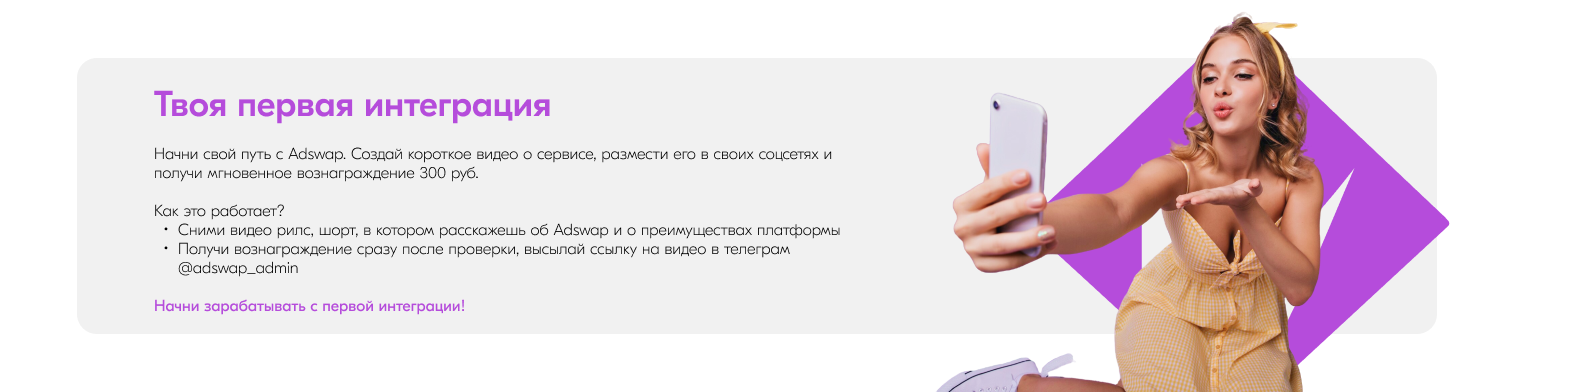 Твоя первая интеграция
Начни свой путь с Adswap. Создай короткое видео о сервисе, размести его в своих соцсетях и
получи мгновенное вознаграждение 300 руб.
Как это работает?
• Сними видео рилс, шорт, в котором расскажешь об Adswap и о преимуществах платформы
• Получи вознаграждение сразу после проверки, высылай ссылку на видео в телеграм
@adswap_admin
Начни зарабатывать с первой интеграции!